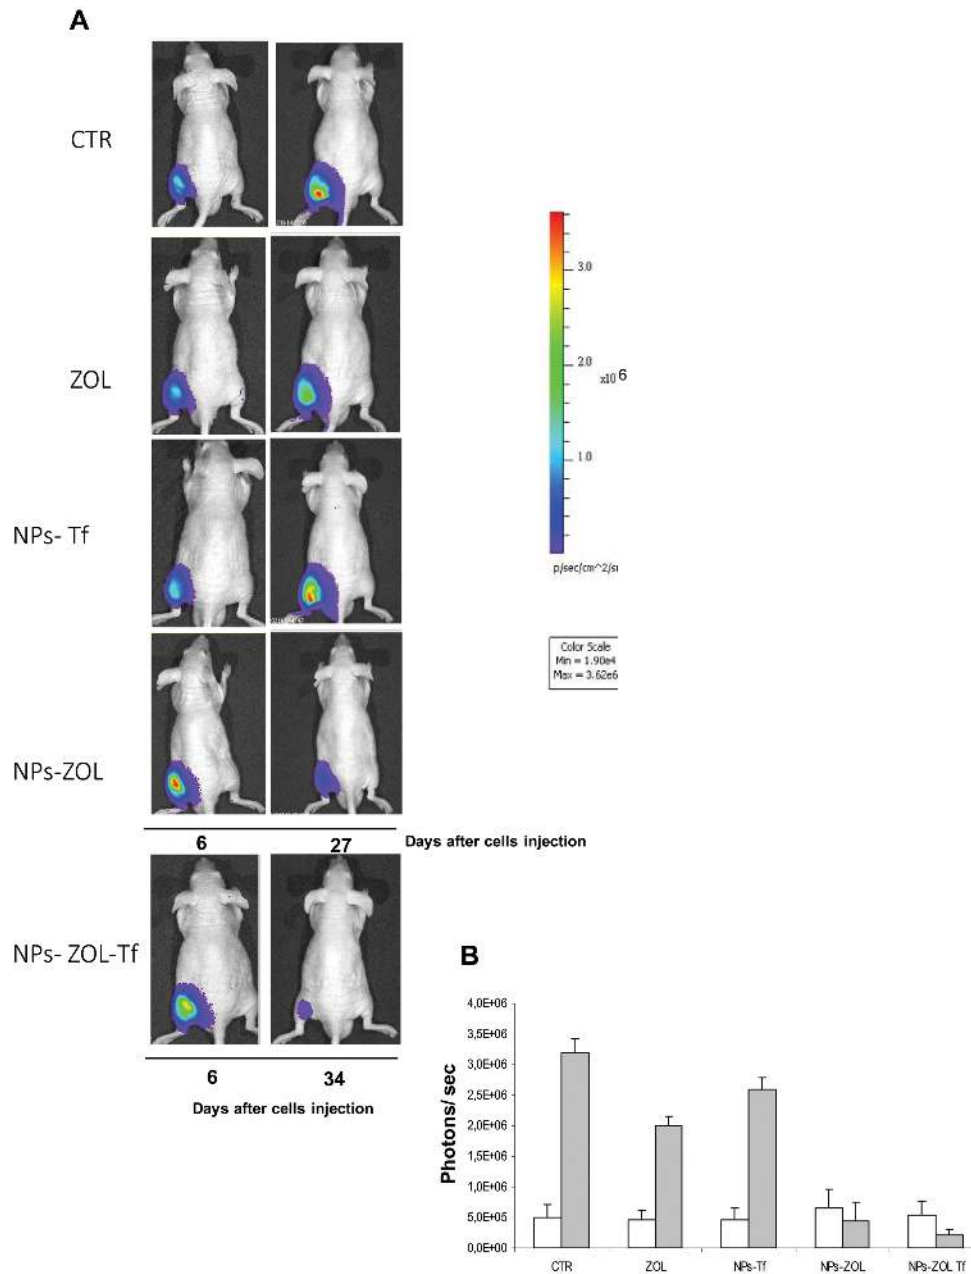 A
CTR
ZOL
NPs- Tf
NPs-ZOL
6 27 Days after cells injection
NPs- ZOL-Tf
6 34
Days after cells injection
3.0
2.0
x10 6
1.0
p/sec/cm^2/sr
Color Scale
Min = 1.90e4
Max = 3.62e6
B
Photons/ sec
4,0E+06
3,5E+06
3,0E+06
2,5E+06
2,0E+06
1,5E+06
1,0E+06
5,0E+05
0,0E+00
CTR ZOL NPs-Tf NPs-ZOL NPs-ZOL Tf